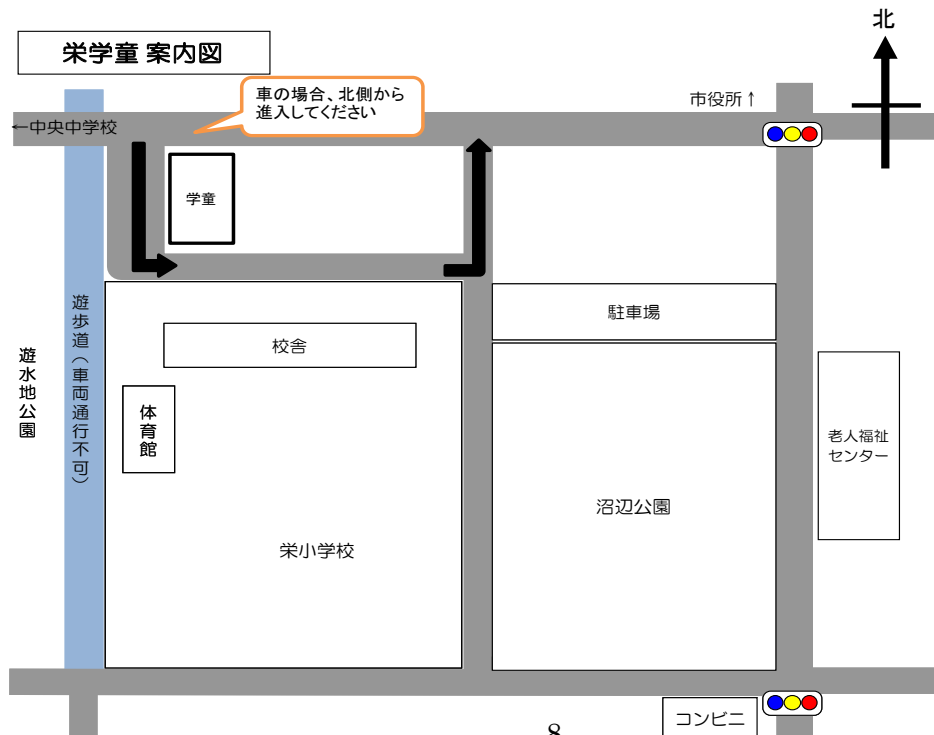 北
栄学童 案内図
車の場合、北側から
進入してください
市役所↑
←中央中学校
学童
遊歩道（車両通行不可）
遊水地公園
駐車場
校舎
体育館
老人福祉
センター
沼辺公園
栄小学校
コンビニ
8